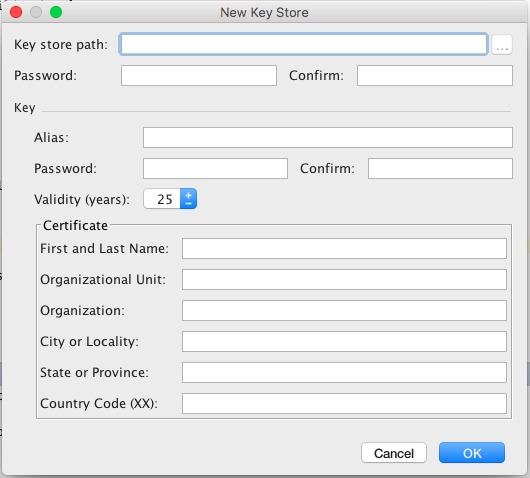 New Key Store
Key store path: ...
Password: Confirm:
Key
Alias:
Password: Confirm:
Validity (years): 25
Certificate
First and Last Name:
Organizational Unit:
Organization:
City or Locality:
State or Province:
Country Code (XX):
Cancel OK